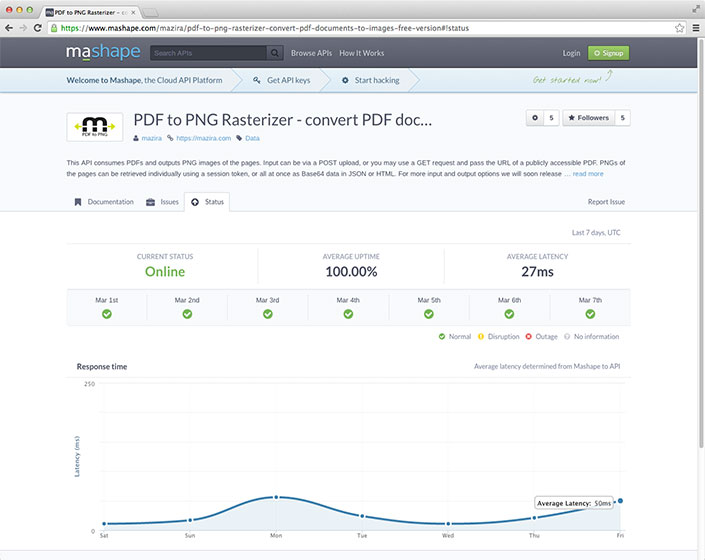 PDF to PNG Rasterizer – co
https://www.mashape.com/mazira/pdf-to-png-rasterizer-convert-pdf-documents-to-images-free-version#!status
mashape
Search APIs
Browse APIs
How It Works
Login
Signup
Welcome to Mashape, the Cloud API Platform
Get API keys
Start hacking
Get started now!
m
PDF to PNG
PDF to PNG Rasterizer - convert PDF doc...
5
Followers 5
mazira
https://mazira.com
Data
This API consumes PDFs and outputs PNG images of the pages. Input can be via a POST upload, or you may use a GET request and pass the URL of a publicly accessible PDF. PNGs of
the pages can be retrieved individually using a session token, or all at once as Base64 data in JSON or HTML. For more input and output options we will soon release .... read more
Documentation
Issues
Status
Report Issue
Last 7 days, UTC
CURRENT STATUS
Online
AVERAGE UPTIME
100.00%
AVERAGE LATENCY
27ms
Mar 1st
Mar 2nd
Mar 3rd
Mar 4th
Mar 5th
Mar 6th
Mar 7th
Normal
Disruption
Outage
No information
Response time
Average latency determined from Mashape to API
250
Latency (ms)
Average Latency: 50ms
0
Sat
Sun
Mon
Tue
Wed
Thu
Fri